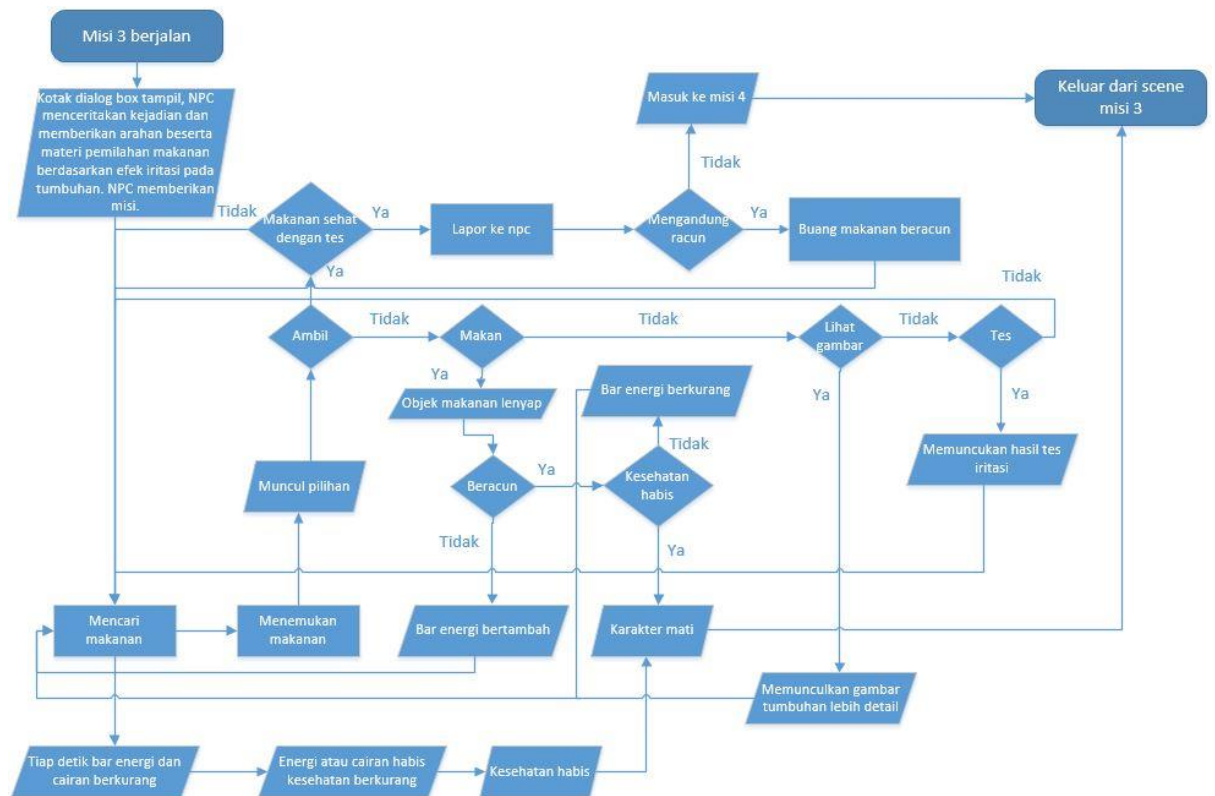 Misi 3 berjalan
Kotak dialog box tampil, NPC
menceritakan kejadian dan
memberikan arahan beserta
materi pemilahan makanan
berdasarkan efek iritasi pada
tumbuhan. NPC memberikan
misi.
Masuk ke misi 4
Keluar dari scene
misi 3
Tidak
Tidak
Makanan sehat
dengan tes
Ya
Lapor ke npc
Mengandung
racun
Ya
Buang makanan beracun
Ya
Tidak
Ambil
Tidak
Makan
Tidak
Lihat
gambar
Tidak
Tes
Ya
Objek makanan lenyap
Bar energi berkurang
Ya
Ya
Tidak
Memuncukan hasil tes
iritasi
Muncul pilihan
Beracun
Ya
Kesehatan
habis
Tidak
Ya
Mencari
makanan
Menemukan
makanan
Bar energi bertambah
Karakter mati
Memunculkan gambar
tumbuhan lebih detail
Tiap detik bar energi dan
cairan berkurang
Energi atau cairan habis
kesehatan berkurang
Kesehatan habis